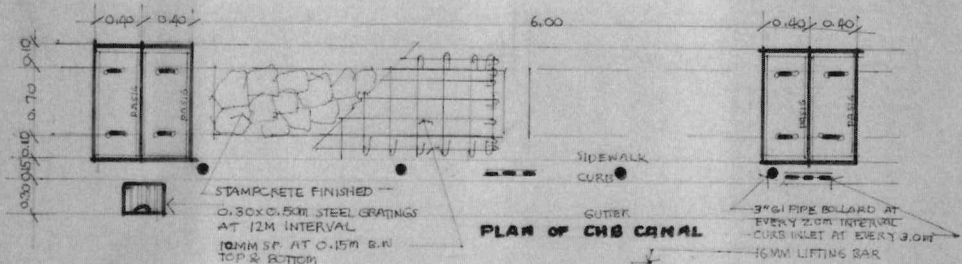 0.40 0.40 6.00 0.40 0.40
0.10
0.70
0.10
0.15
0.30
PASIG
PASIG
PASIG
PASIG
SIDEWALK
CURB
GUTTER
STAMPCRETE FINISHED
0.30 x 0.50M STEEL GRATINGS
AT 12M INTERVAL
10MM SP. AT 0.15M B.W
TOP & BOTTOM
PLAN OF CHB CANAL
3" GI PIPE BOLLARD AT
EVERY 2.0M INTERVAL
CURB INLET AT EVERY 3.0M
16MM LIFTING BAR